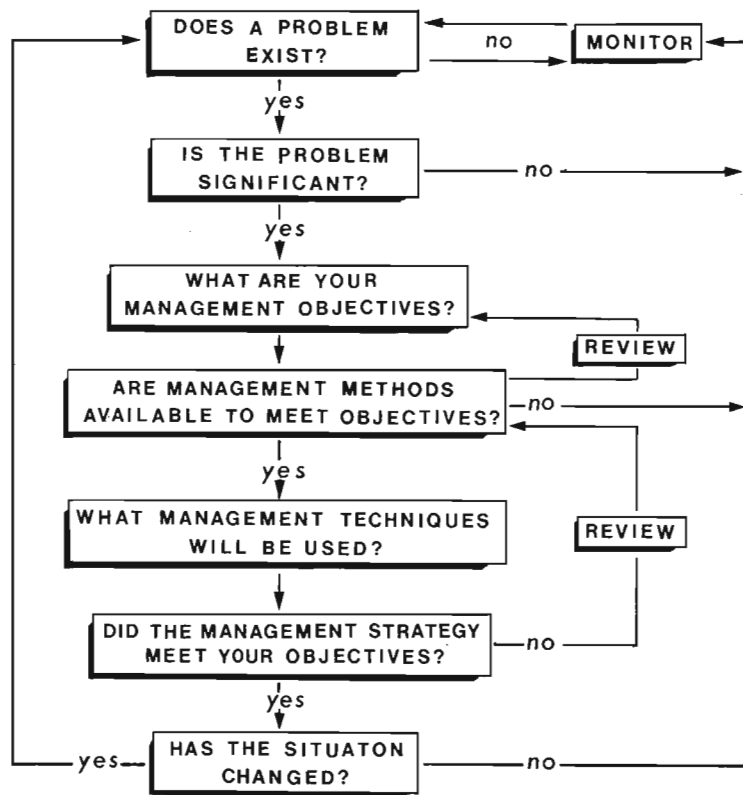 DOES A PROBLEM
EXIST?
no
MONITOR
yes
IS THE PROBLEM
SIGNIFICANT?
no
yes
WHAT ARE YOUR
MANAGEMENT OBJECTIVES?
REVIEW
ARE MANAGEMENT METHODS
AVAILABLE TO MEET OBJECTIVES?
no
yes
WHAT MANAGEMENT TECHNIQUES
WILL BE USED?
REVIEW
DID THE MANAGEMENT STRATEGY
MEET YOUR OBJECTIVES?
no
yes
HAS THE SITUATON
CHANGED?
yes
no